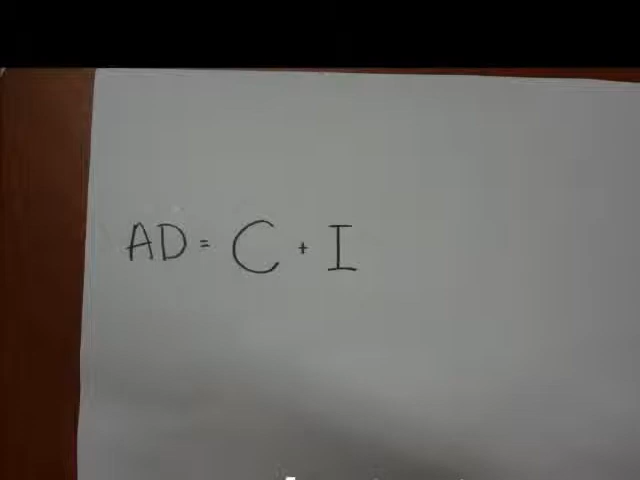 AD = C + I